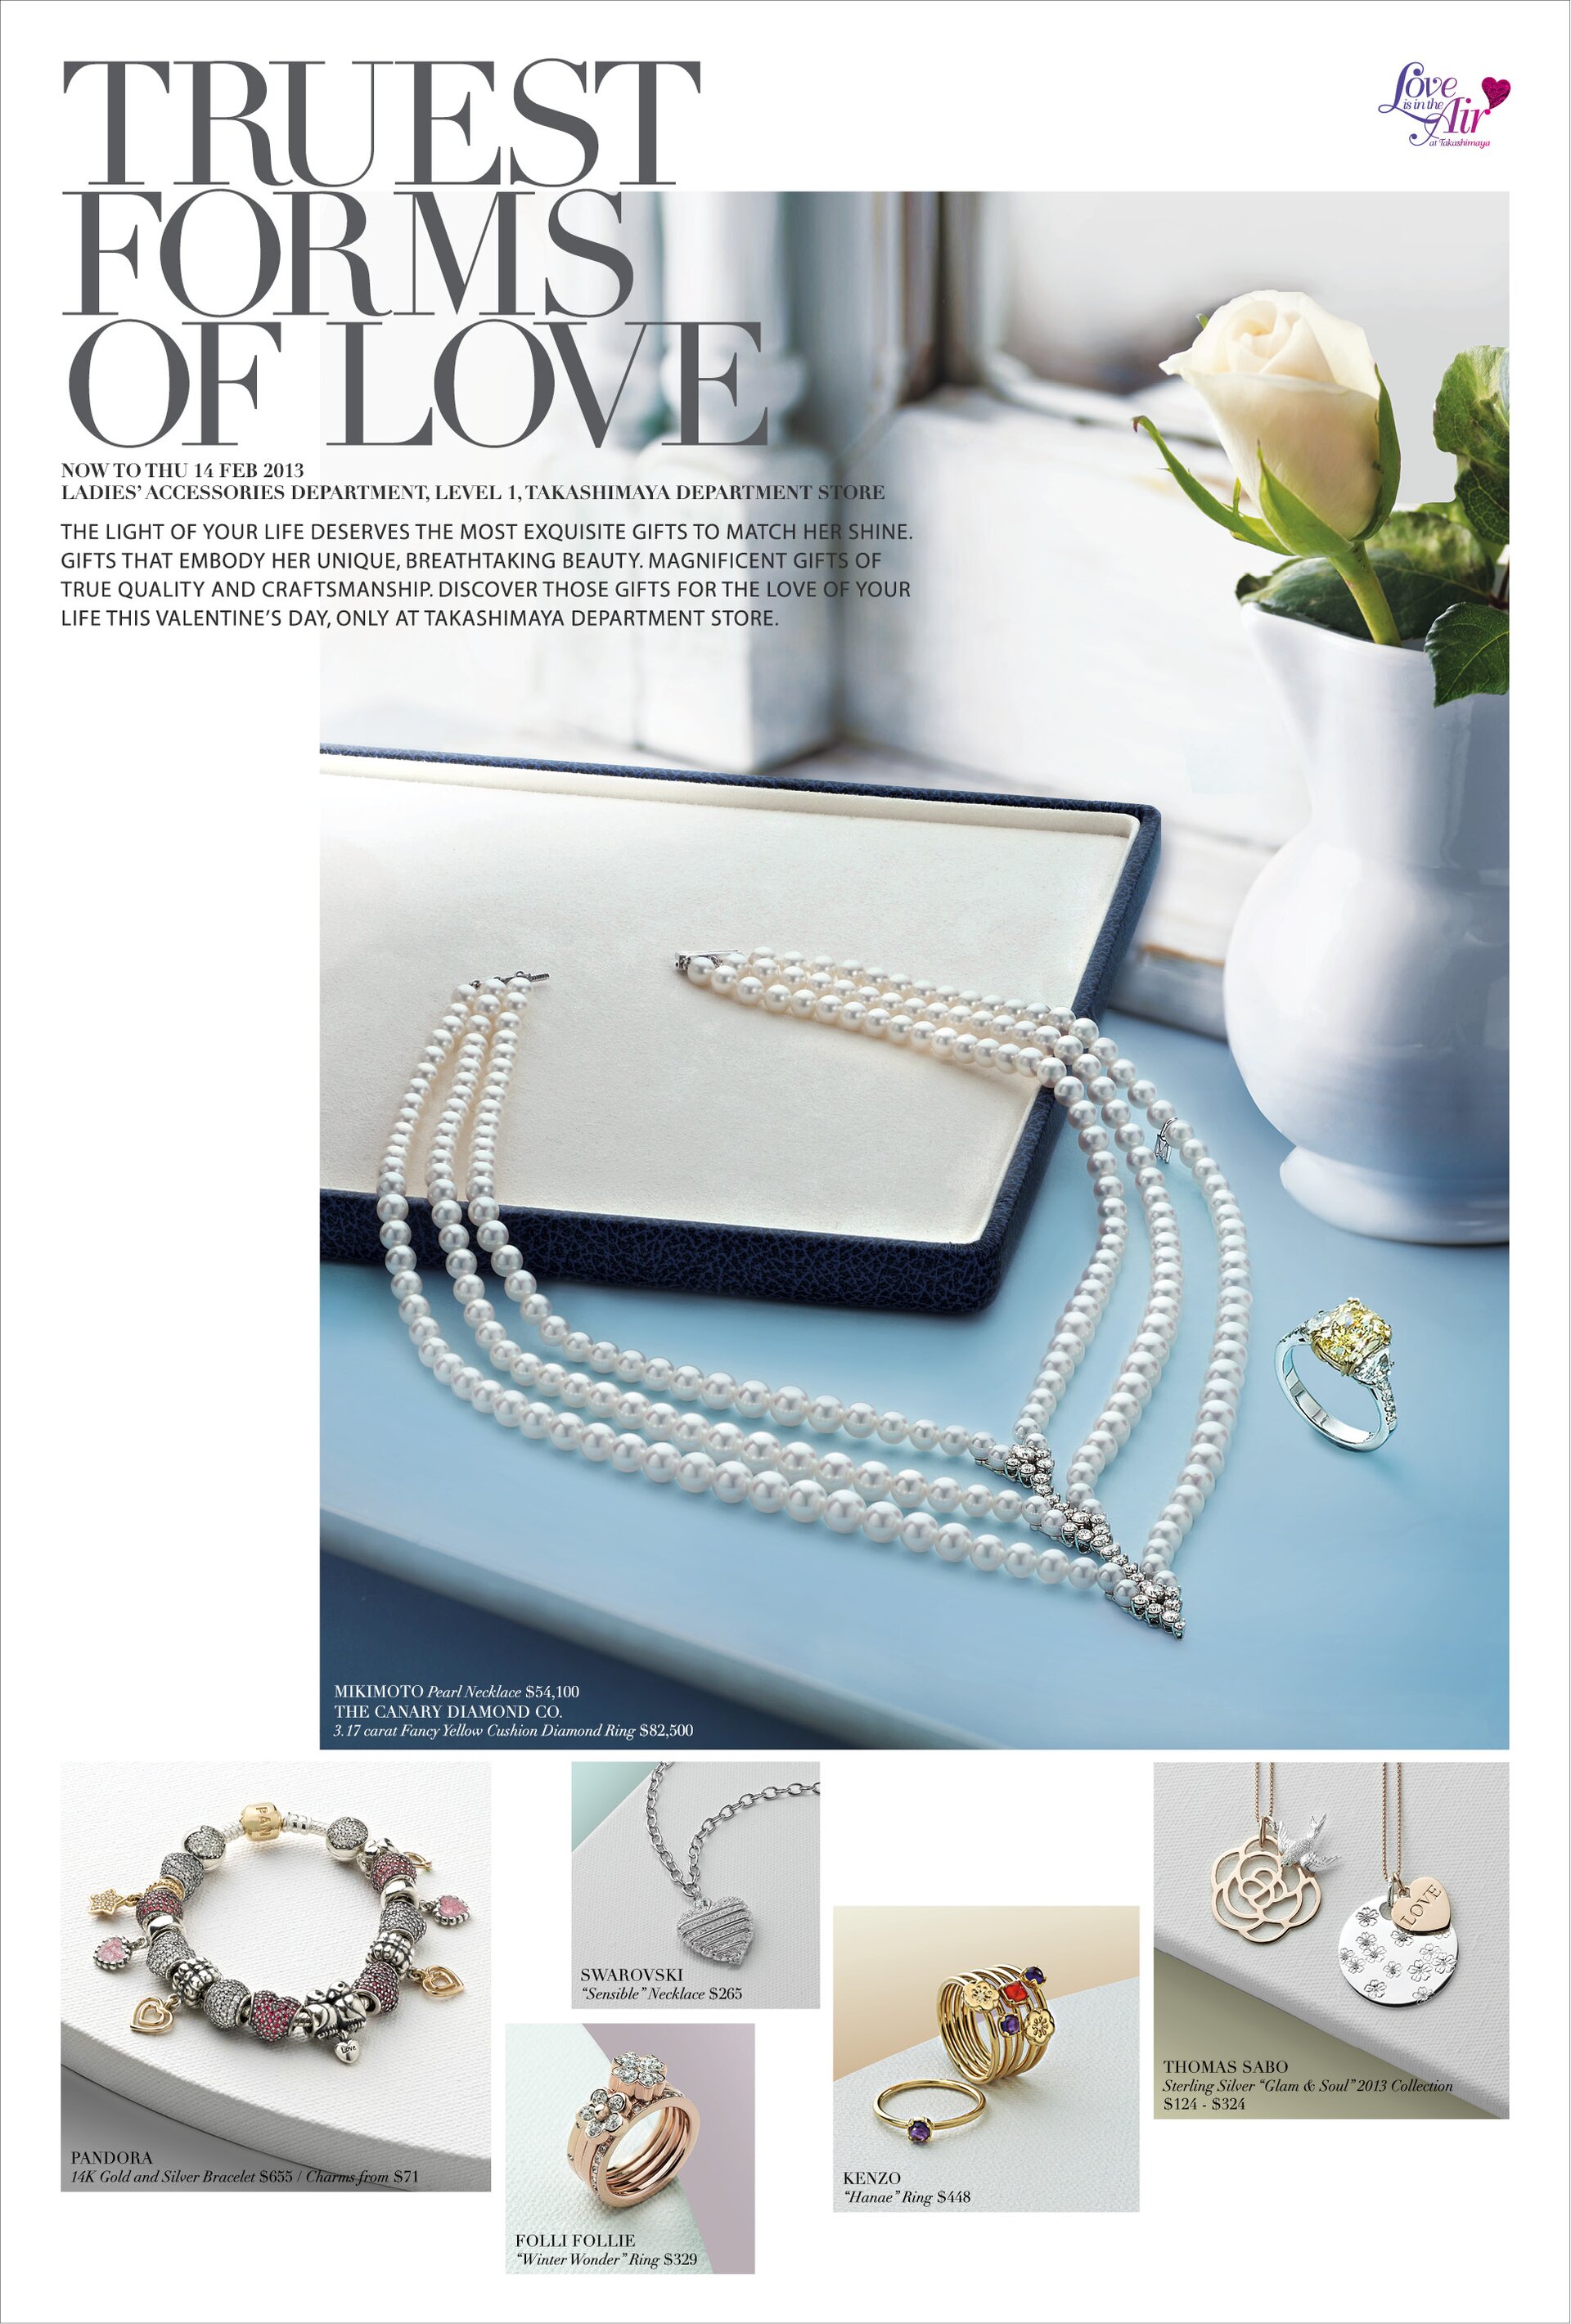 TRUEST
FORMS
OF LOVE
Love
is in the
Air
at Takashimaya
NOW TO THU 14 FEB 2013
LADIES' ACCESSORIES DEPARTMENT, LEVEL 1, TAKASHIMAYA DEPARTMENT STORE
THE LIGHT OF YOUR LIFE DESERVES THE MOST EXQUISITE GIFTS TO MATCH HER SHINE.
GIFTS THAT EMBODY HER UNIQUE, BREATHTAKING BEAUTY. MAGNIFICENT GIFTS OF
TRUE QUALITY AND CRAFTSMANSHIP. DISCOVER THOSE GIFTS FOR THE LOVE OF YOUR
LIFE THIS VALENTINE'S DAY, ONLY AT TAKASHIMAYA DEPARTMENT STORE.
MIKIMOTO Pearl Necklace $54,100
THE CANARY DIAMOND CO.
3.17 carat Fancy Yellow Cushion Diamond Ring $82,500
PAN
Love
PANDORA
14K Gold and Silver Bracelet $655 / Charms from $71
SWAROVSKI
“Sensible” Necklace $265
FOLLI FOLLIE
“Winter Wonder” Ring $329
KENZO
“Hanae” Ring $448
LOVE
THOMAS SABO
Sterling Silver “Glam & Soul” 2013 Collection
$124 - $324